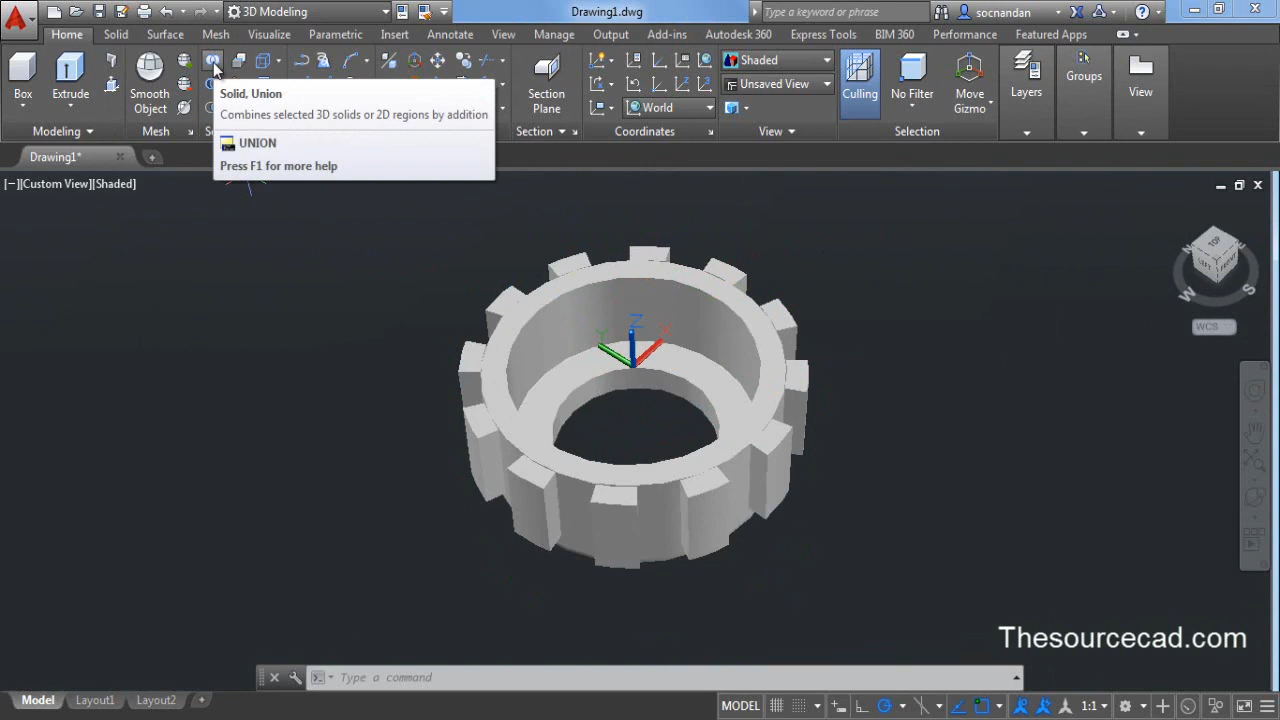 3D Modeling
Drawing1.dwg
Type a keyword or phrase
socnandan
Home Solid Surface Mesh Visualize Parametric Insert Annotate View Manage Output Add-ins Autodesk 360 Express Tools BIM 360 Performance Featured Apps
Box
Extrude
Smooth
Object
Section
Plane
Shaded
Unsaved View
World
Culling
No Filter
Move
Gizmo
Groups
Layers
View
Modeling
Mesh
Section
Coordinates
View
Selection
Solid, Union
Combines selected 3D solids or 2D regions by addition
UNION
Press F1 for more help
Drawing1*
[−][Custom View][Shaded]
N
TOP
E
LEFT
FRONT
W
S
WCS
Z
Y
X
Thesourcecad.com
Type a command
Model Layout1 Layout2
MODEL
1:1